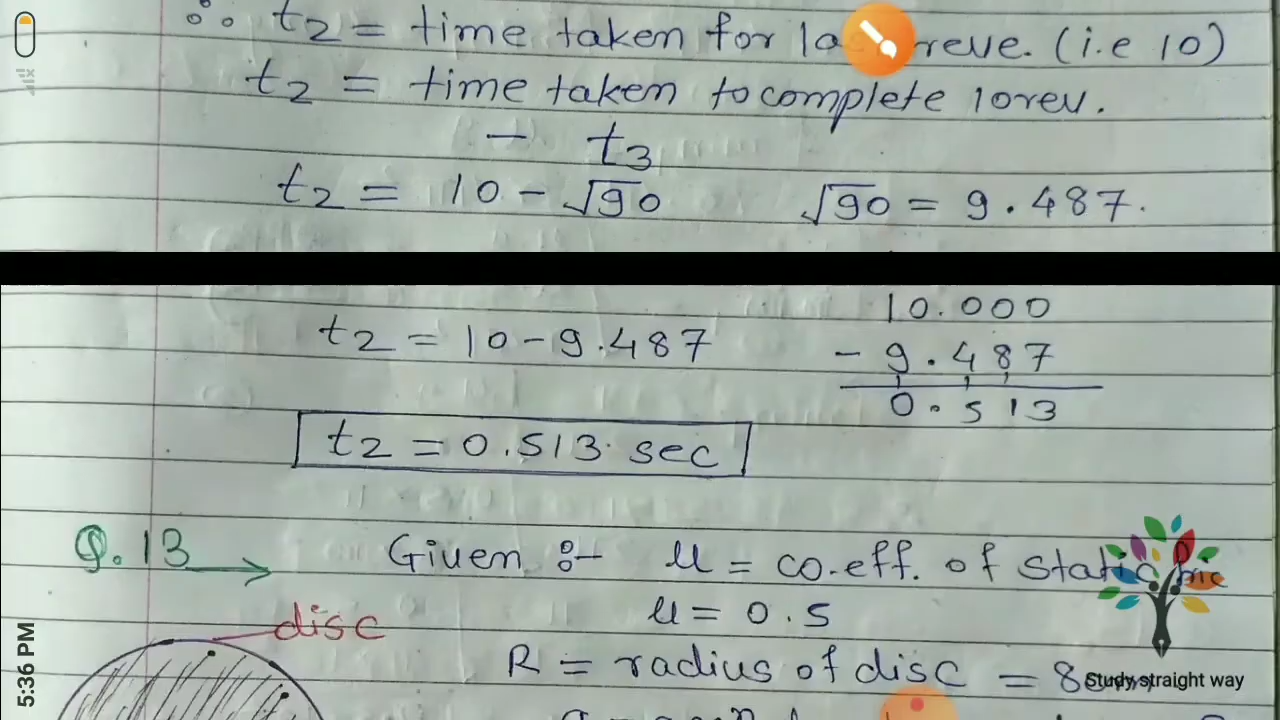 ∴ t2 = time taken for reve. (i.e 10)
t2 = time taken to complete 10 rev.
– t3
t2 = 10 - √90 √90 = 9.487.
10.000
t2 = 10 - 9.487 - 9.487
0.513
t2 = 0.513 sec
Q.13 → Given :- μ = co.eff. of static
μ = 0.5
disc
R = radius of disc = 8
Study straight way
5:36 PM